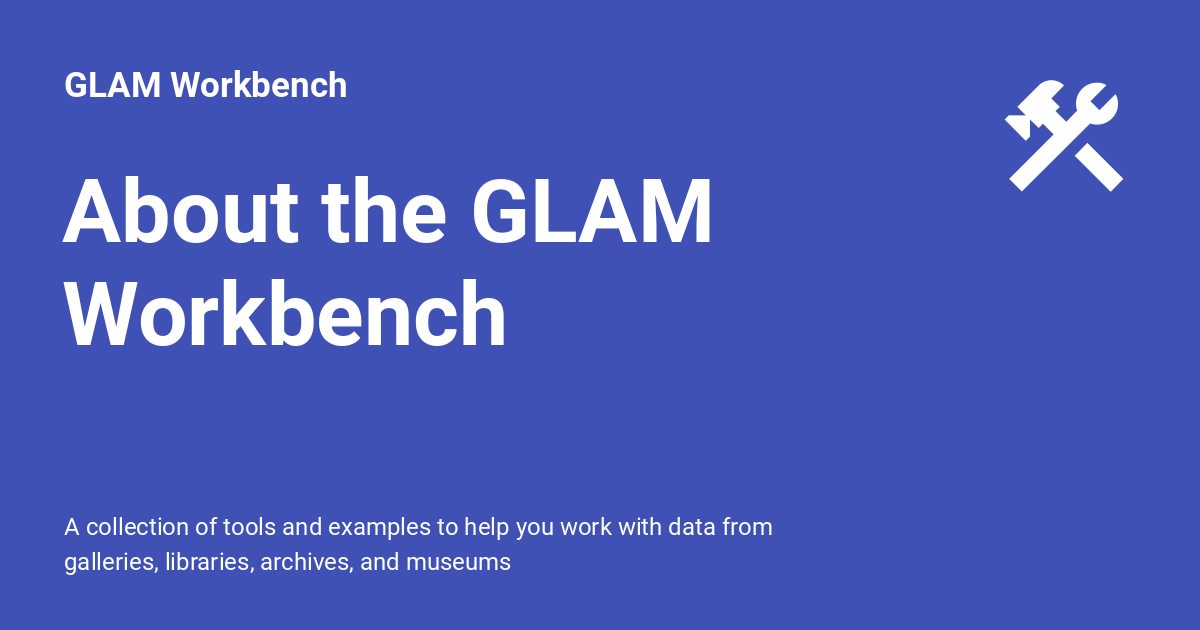 GLAM Workbench
About the GLAM
Workbench
A collection of tools and examples to help you work with data from
galleries, libraries, archives, and museums